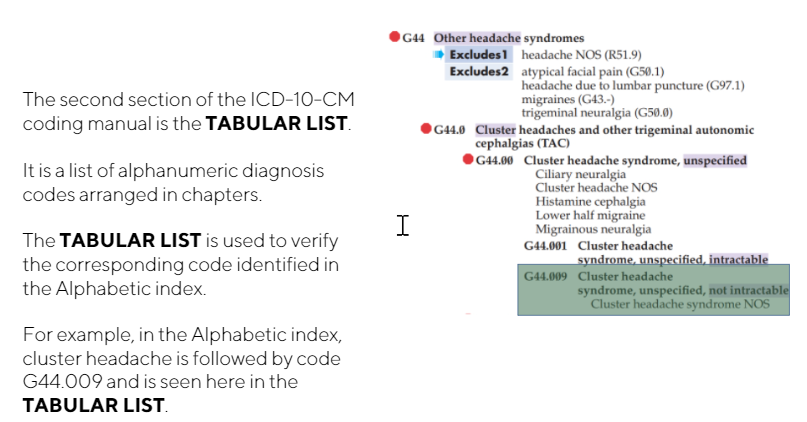 The second section of the ICD-10-CM
coding manual is the TABULAR LIST.
It is a list of alphanumeric diagnosis
codes arranged in chapters.
The TABULAR LIST is used to verify
the corresponding code identified in
the Alphabetic index.
For example, in the Alphabetic index,
cluster headache is followed by code
G44.009 and is seen here in the
TABULAR LIST.
G44 Other headache syndromes
Excludes1 headache NOS (R51.9)
Excludes2 atypical facial pain (G50.1)
headache due to lumbar puncture (G97.1)
migraines (G43.-)
trigeminal neuralgia (G50.0)
G44.0 Cluster headaches and other trigeminal autonomic
cephalgias (TAC)
G44.00 Cluster headache syndrome, unspecified
Ciliary neuralgia
Cluster headache NOS
Histamine cephalgia
Lower half migraine
Migrainous neuralgia
G44.001 Cluster headache
syndrome, unspecified, intractable
G44.009 Cluster headache
syndrome, unspecified, not intractable
Cluster headache syndrome NOS